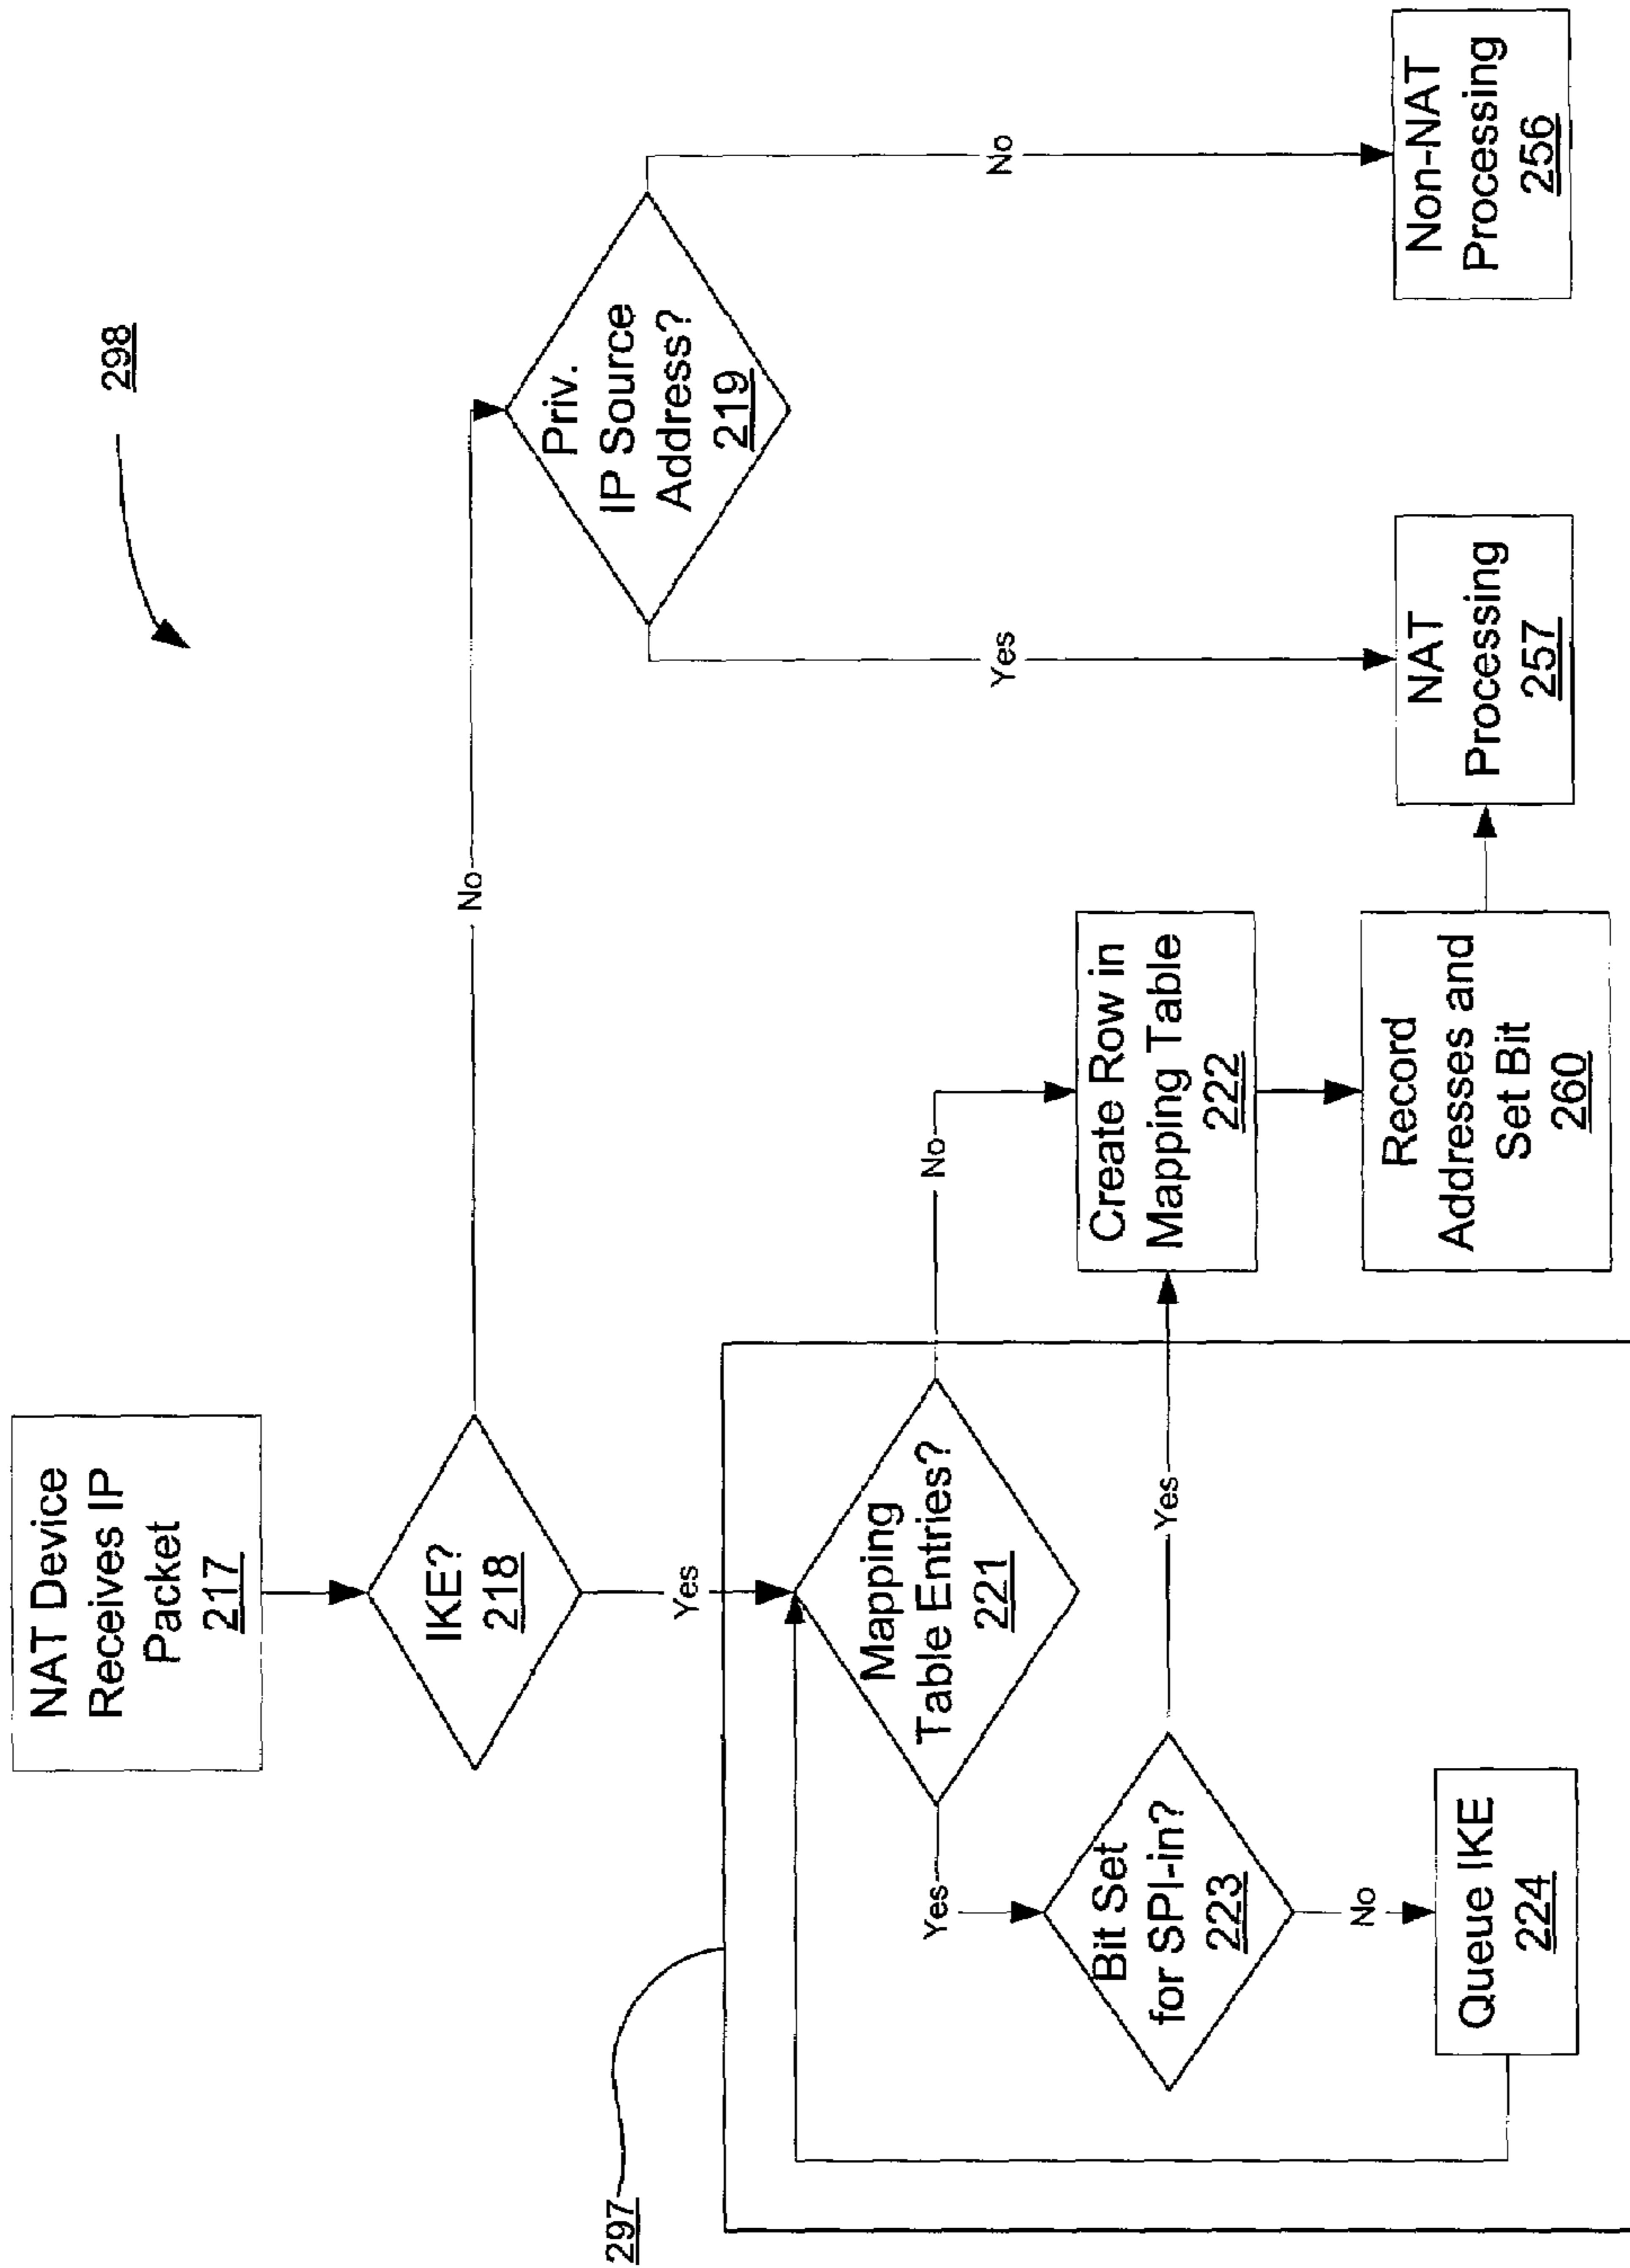 298
NAT Device
Receives IP
Packet
217
IKE?
218
No
Yes
Priv.
IP Source
Address?
219
Yes
No
297
Mapping
Table Entries?
221
No
Yes
Bit Set
for SPI-in?
223
Yes
No
Queue IKE
224
Create Row in
Mapping Table
222
Record
Addresses and
Set Bit
260
NAT
Processing
257
Non-NAT
Processing
256